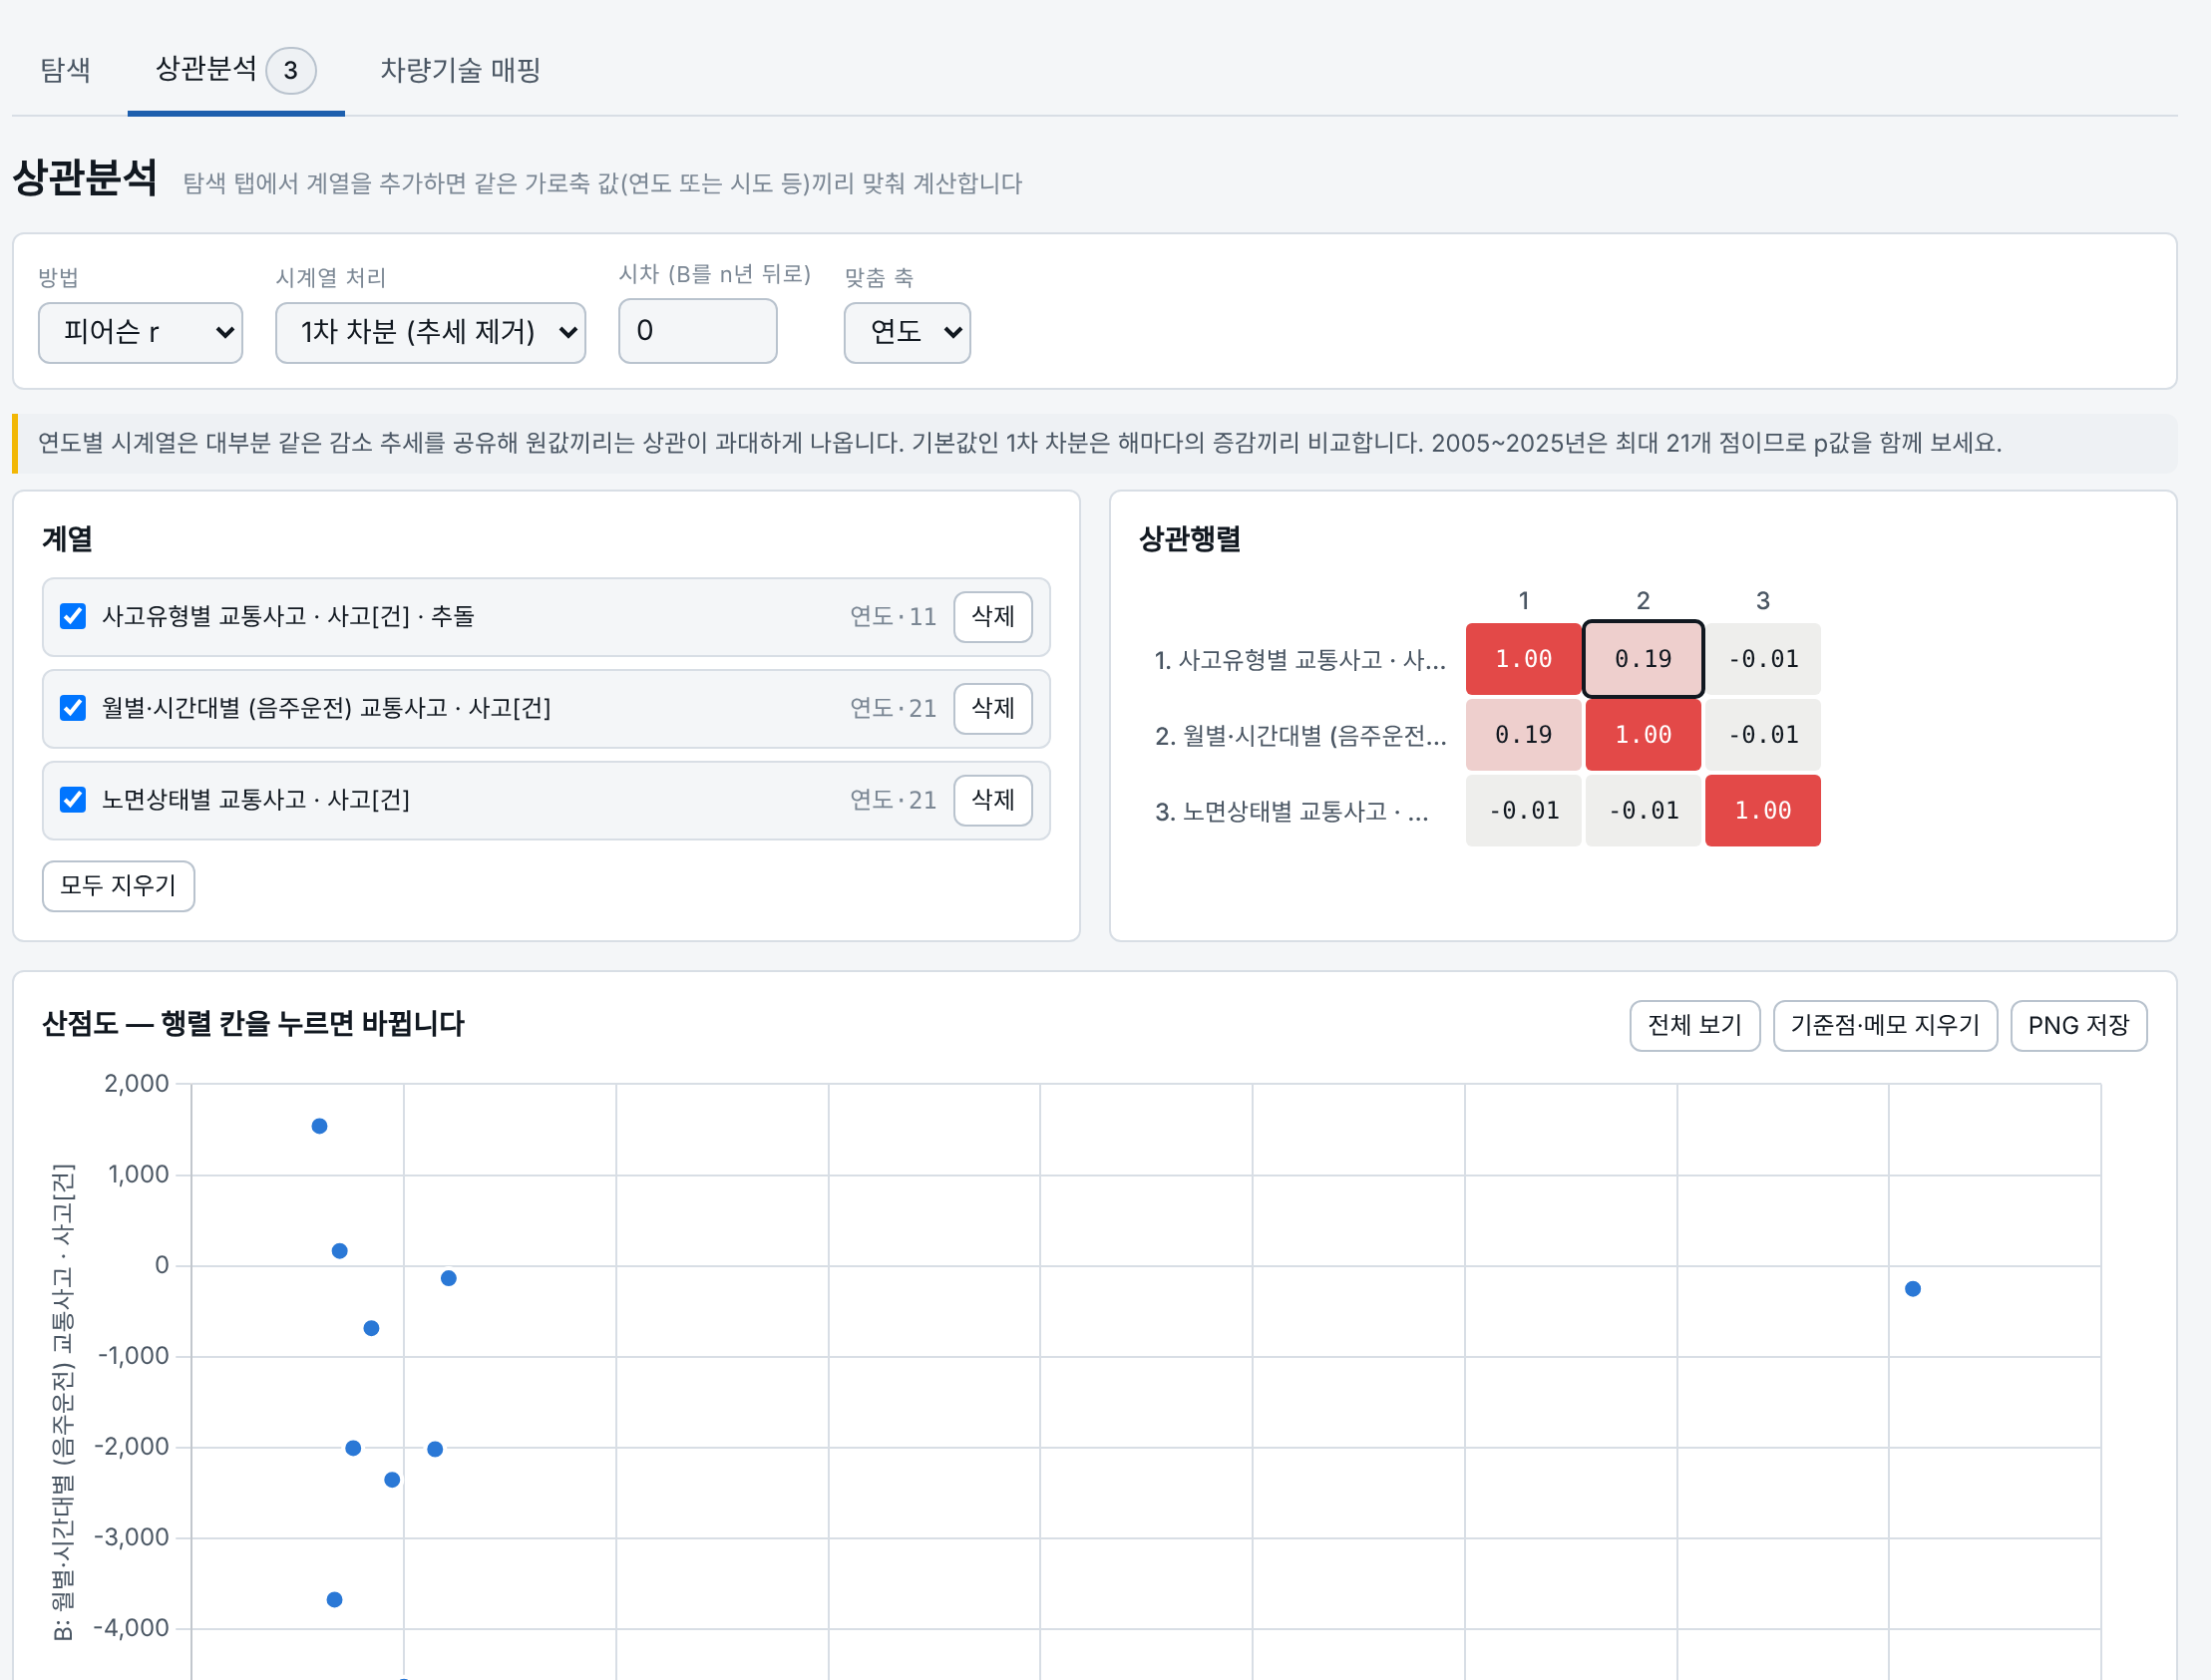 탐색
상관분석 3
차량기술 매핑
상관분석
탐색 탭에서 계열을 추가하면 같은 가로축 값(연도 또는 시도 등)끼리 맞춰 계산합니다
방법
시계열 처리
시차 (B를 n년 뒤로)
맞춤 축
피어슨 r
1차 차분 (추세 제거)
0
연도
연도별 시계열은 대부분 같은 감소 추세를 공유해 원값끼리는 상관이 과대하게 나옵니다. 기본값인 1차 차분은 해마다의 증감끼리 비교합니다. 2005~2025년은 최대 21개 점이므로 p값을 함께 보세요.
계열
사고유형별 교통사고 · 사고[건] · 추돌 연도·11 삭제
월별·시간대별 (음주운전) 교통사고 · 사고[건] 연도·21 삭제
노면상태별 교통사고 · 사고[건] 연도·21 삭제
모두 지우기
상관행렬
1 2 3
1. 사고유형별 교통사고 · 사... 1.00 0.19 -0.01
2. 월별·시간대별 (음주운전... 0.19 1.00 -0.01
3. 노면상태별 교통사고 · ... -0.01 -0.01 1.00
산점도 — 행렬 칸을 누르면 바뀝니다
전체 보기
기준점·메모 지우기
PNG 저장
B: 월별·시간대별 (음주운전) 교통사고 · 사고[건]
2,000
1,000
0
-1,000
-2,000
-3,000
-4,000